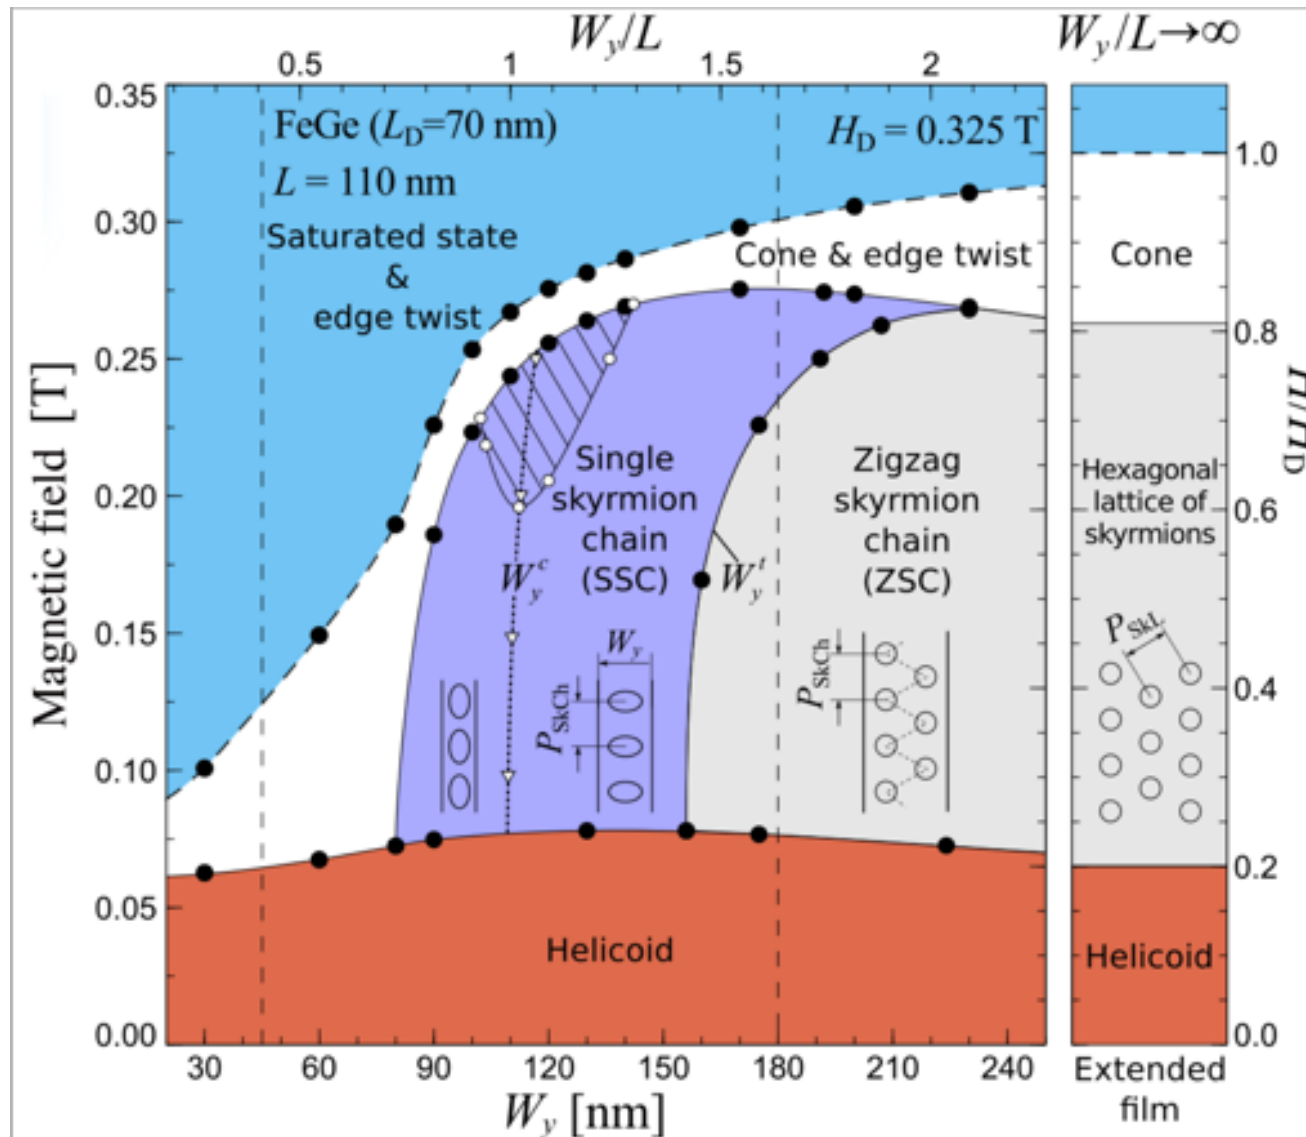 W_y/L
W_y/L→∞
0.5 1 1.5 2
0.35
0.30
0.25
0.20
0.15
0.10
0.05
0.00
Magnetic field [T]
FeGe (L_D=70 nm)
H_D = 0.325 T
L = 110 nm
Saturated state
&
edge twist
Cone & edge twist
Single
skyrmion
chain
(SSC)
Zigzag
skyrmion
chain
(ZSC)
W_y^c
W_y^t
W_y
P_SkCh
P_SkCh
Helicoid
30 60 90 120 150 180 210 240
W_y [nm]
Cone
Hexagonal
lattice of
skyrmions
P_SkL
Helicoid
Extended
film
1.0
0.8
0.6
0.4
0.2
0.0
H/H_D